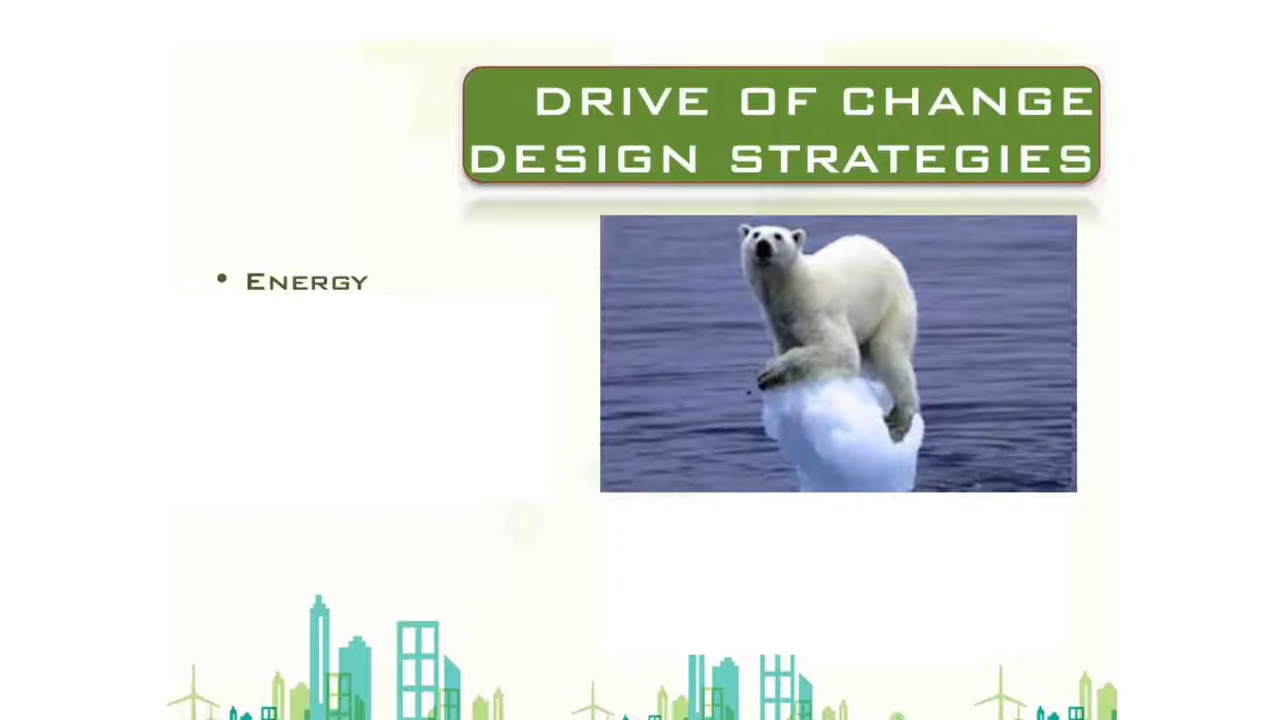 DRIVE OF CHANGE
DESIGN STRATEGIES
• ENERGY